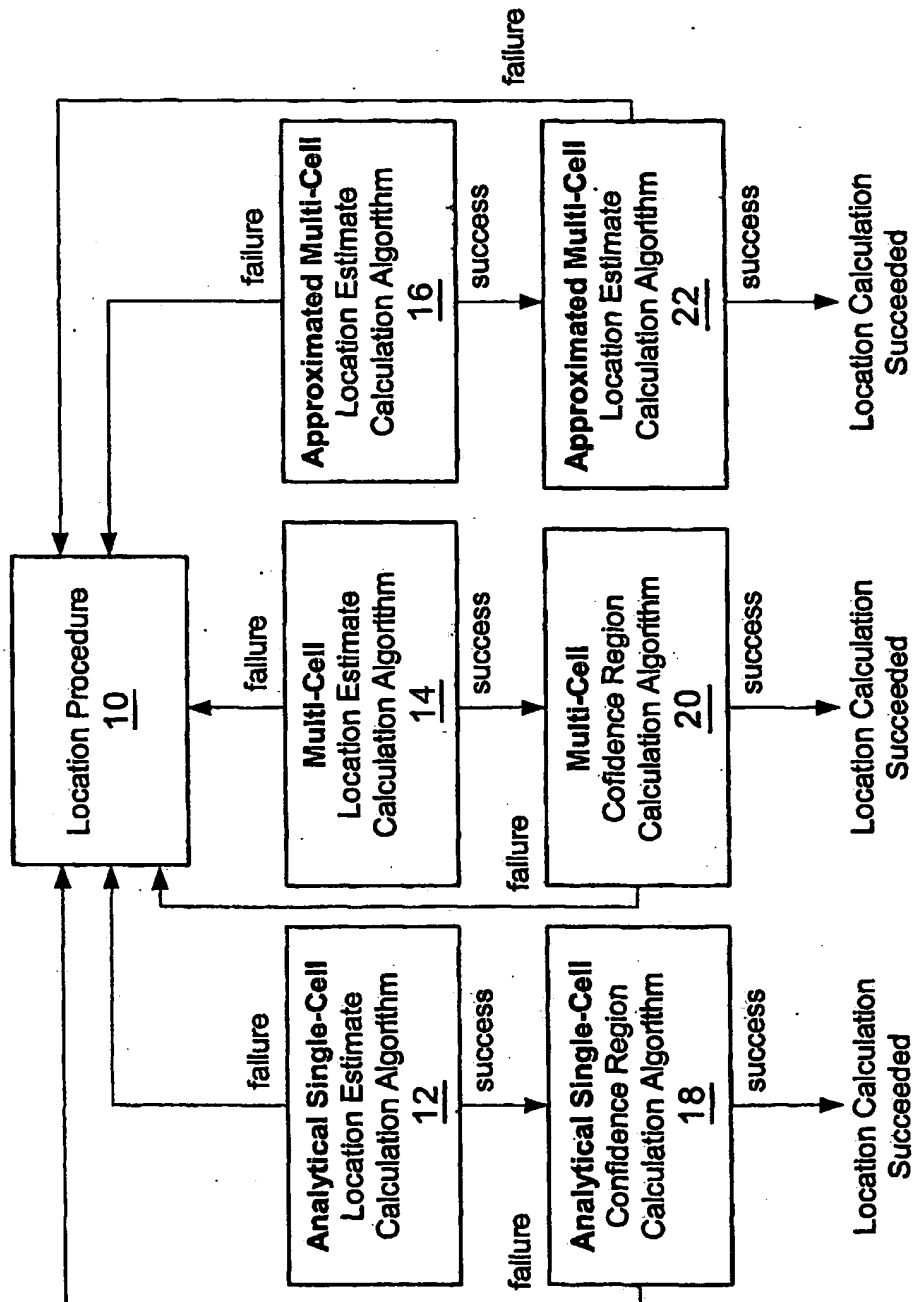 Location Procedure
10
failure
failure
failure
failure
failure
failure
Analytical Single-Cell
Location Estimate
Calculation Algorithm
12
success
Multi-Cell
Location Estimate
Calculation Algorithm
14
success
Approximated Multi-Cell
Location Estimate
Calculation Algorithm
16
success
Analytical Single-Cell
Confidence Region
Calculation Algorithm
18
success
Multi-Cell
Cofidence Region
Calculation Algorithm
20
success
Approximated Multi-Cell
Location Estimate
Calculation Algorithm
22
success
Location Calculation
Succeeded
Location Calculation
Succeeded
Location Calculation
Succeeded